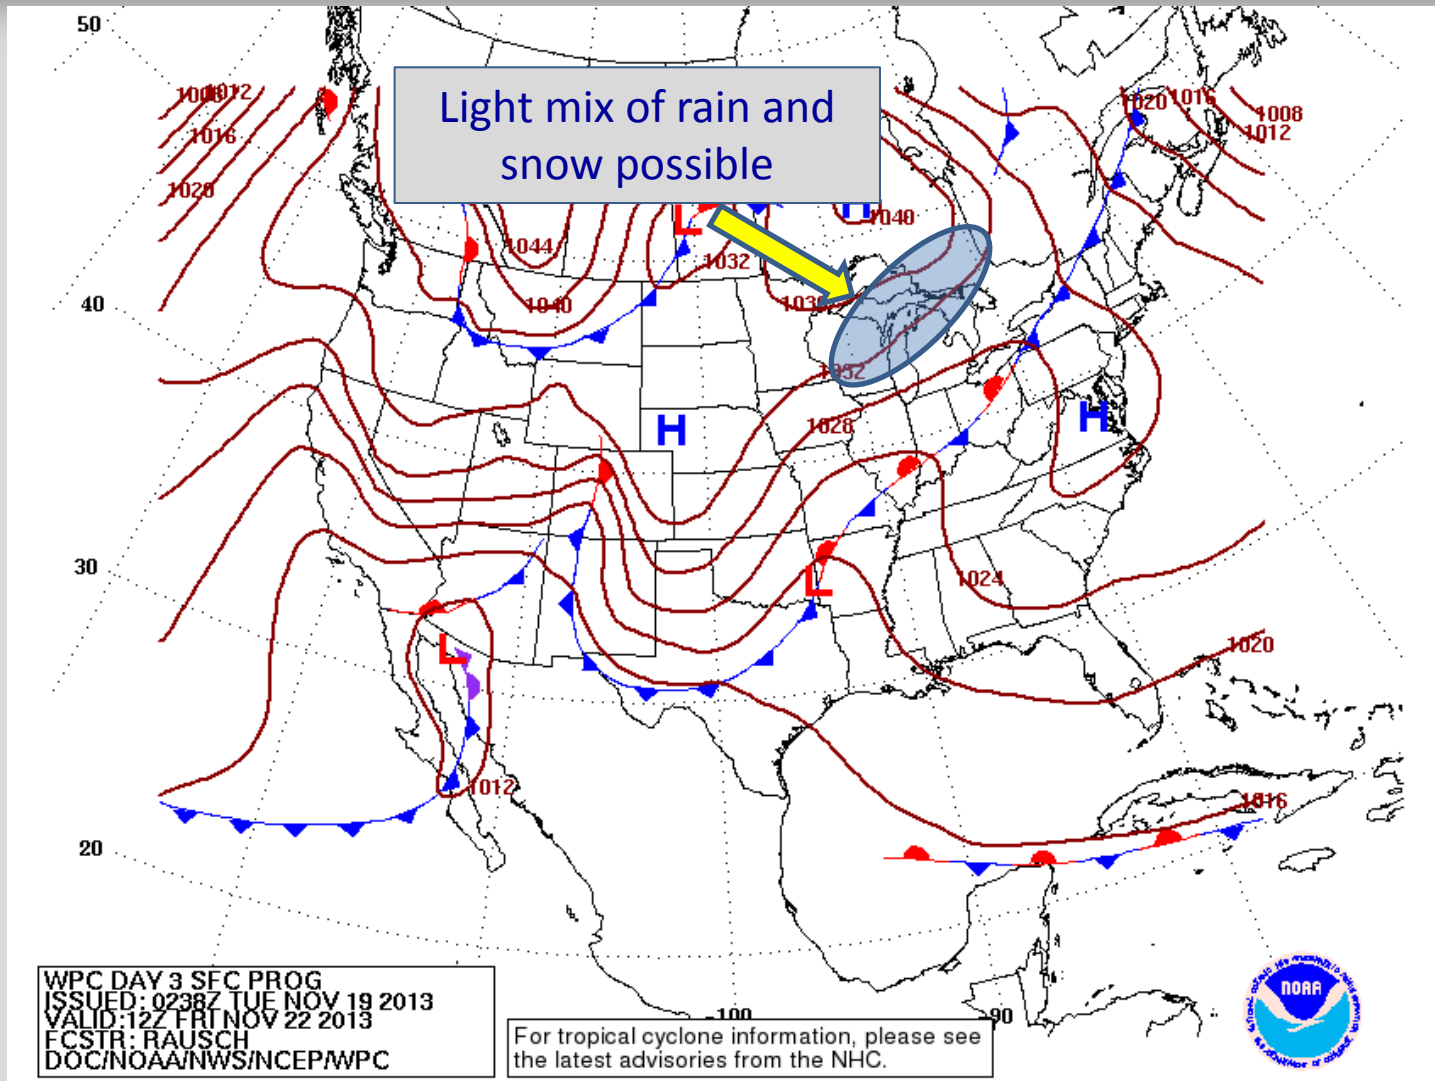 50
1008 1012
1020 1016
1008
1012
Light mix of rain and
snow possible
1016
1020
H
1040
L
1044
1032
40
1040
1032
1028
H
H
L
1024
30
L
1020
1012
1016
20
WPC DAY 3 SFC PROG
ISSUED: 0238Z TUE NOV 19 2013
VALID:12Z FRI NOV 22 2013
FCSTR: RAUSCH
DOC/NOAA/NWS/NCEP/WPC
-100
90
For tropical cyclone information, please see
the latest advisories from the NHC.
NOAA